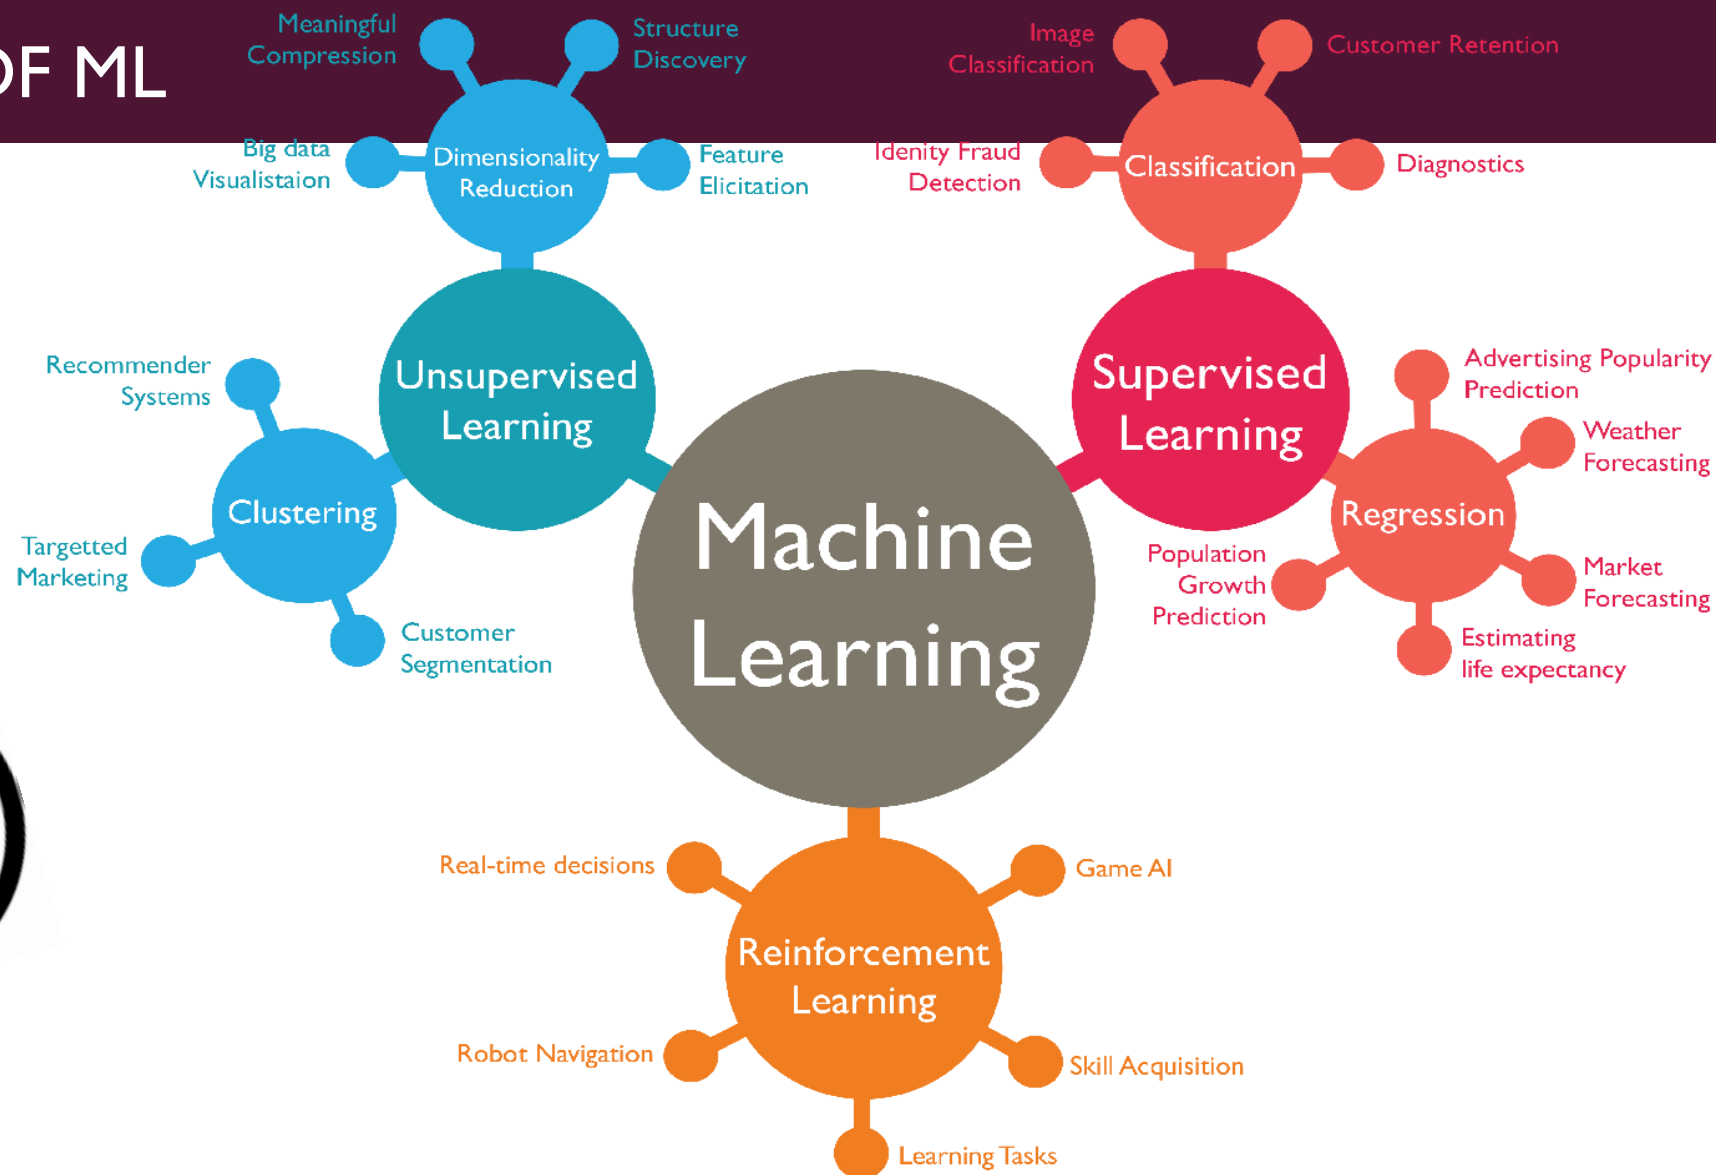 OF ML
Meaningful
Compression
Structure
Discovery
Big data
Visualistaion
Dimensionality
Reduction
Feature
Elicitation
Image
Classification
Customer Retention
Idenity Fraud
Detection
Classification
Diagnostics
Unsupervised
Learning
Supervised
Learning
Recommender
Systems
Clustering
Targetted
Marketing
Customer
Segmentation
Machine
Learning
Advertising Popularity
Prediction
Weather
Forecasting
Regression
Population
Growth
Prediction
Market
Forecasting
Estimating
life expectancy
Real-time decisions
Game AI
Reinforcement
Learning
Robot Navigation
Skill Acquisition
Learning Tasks